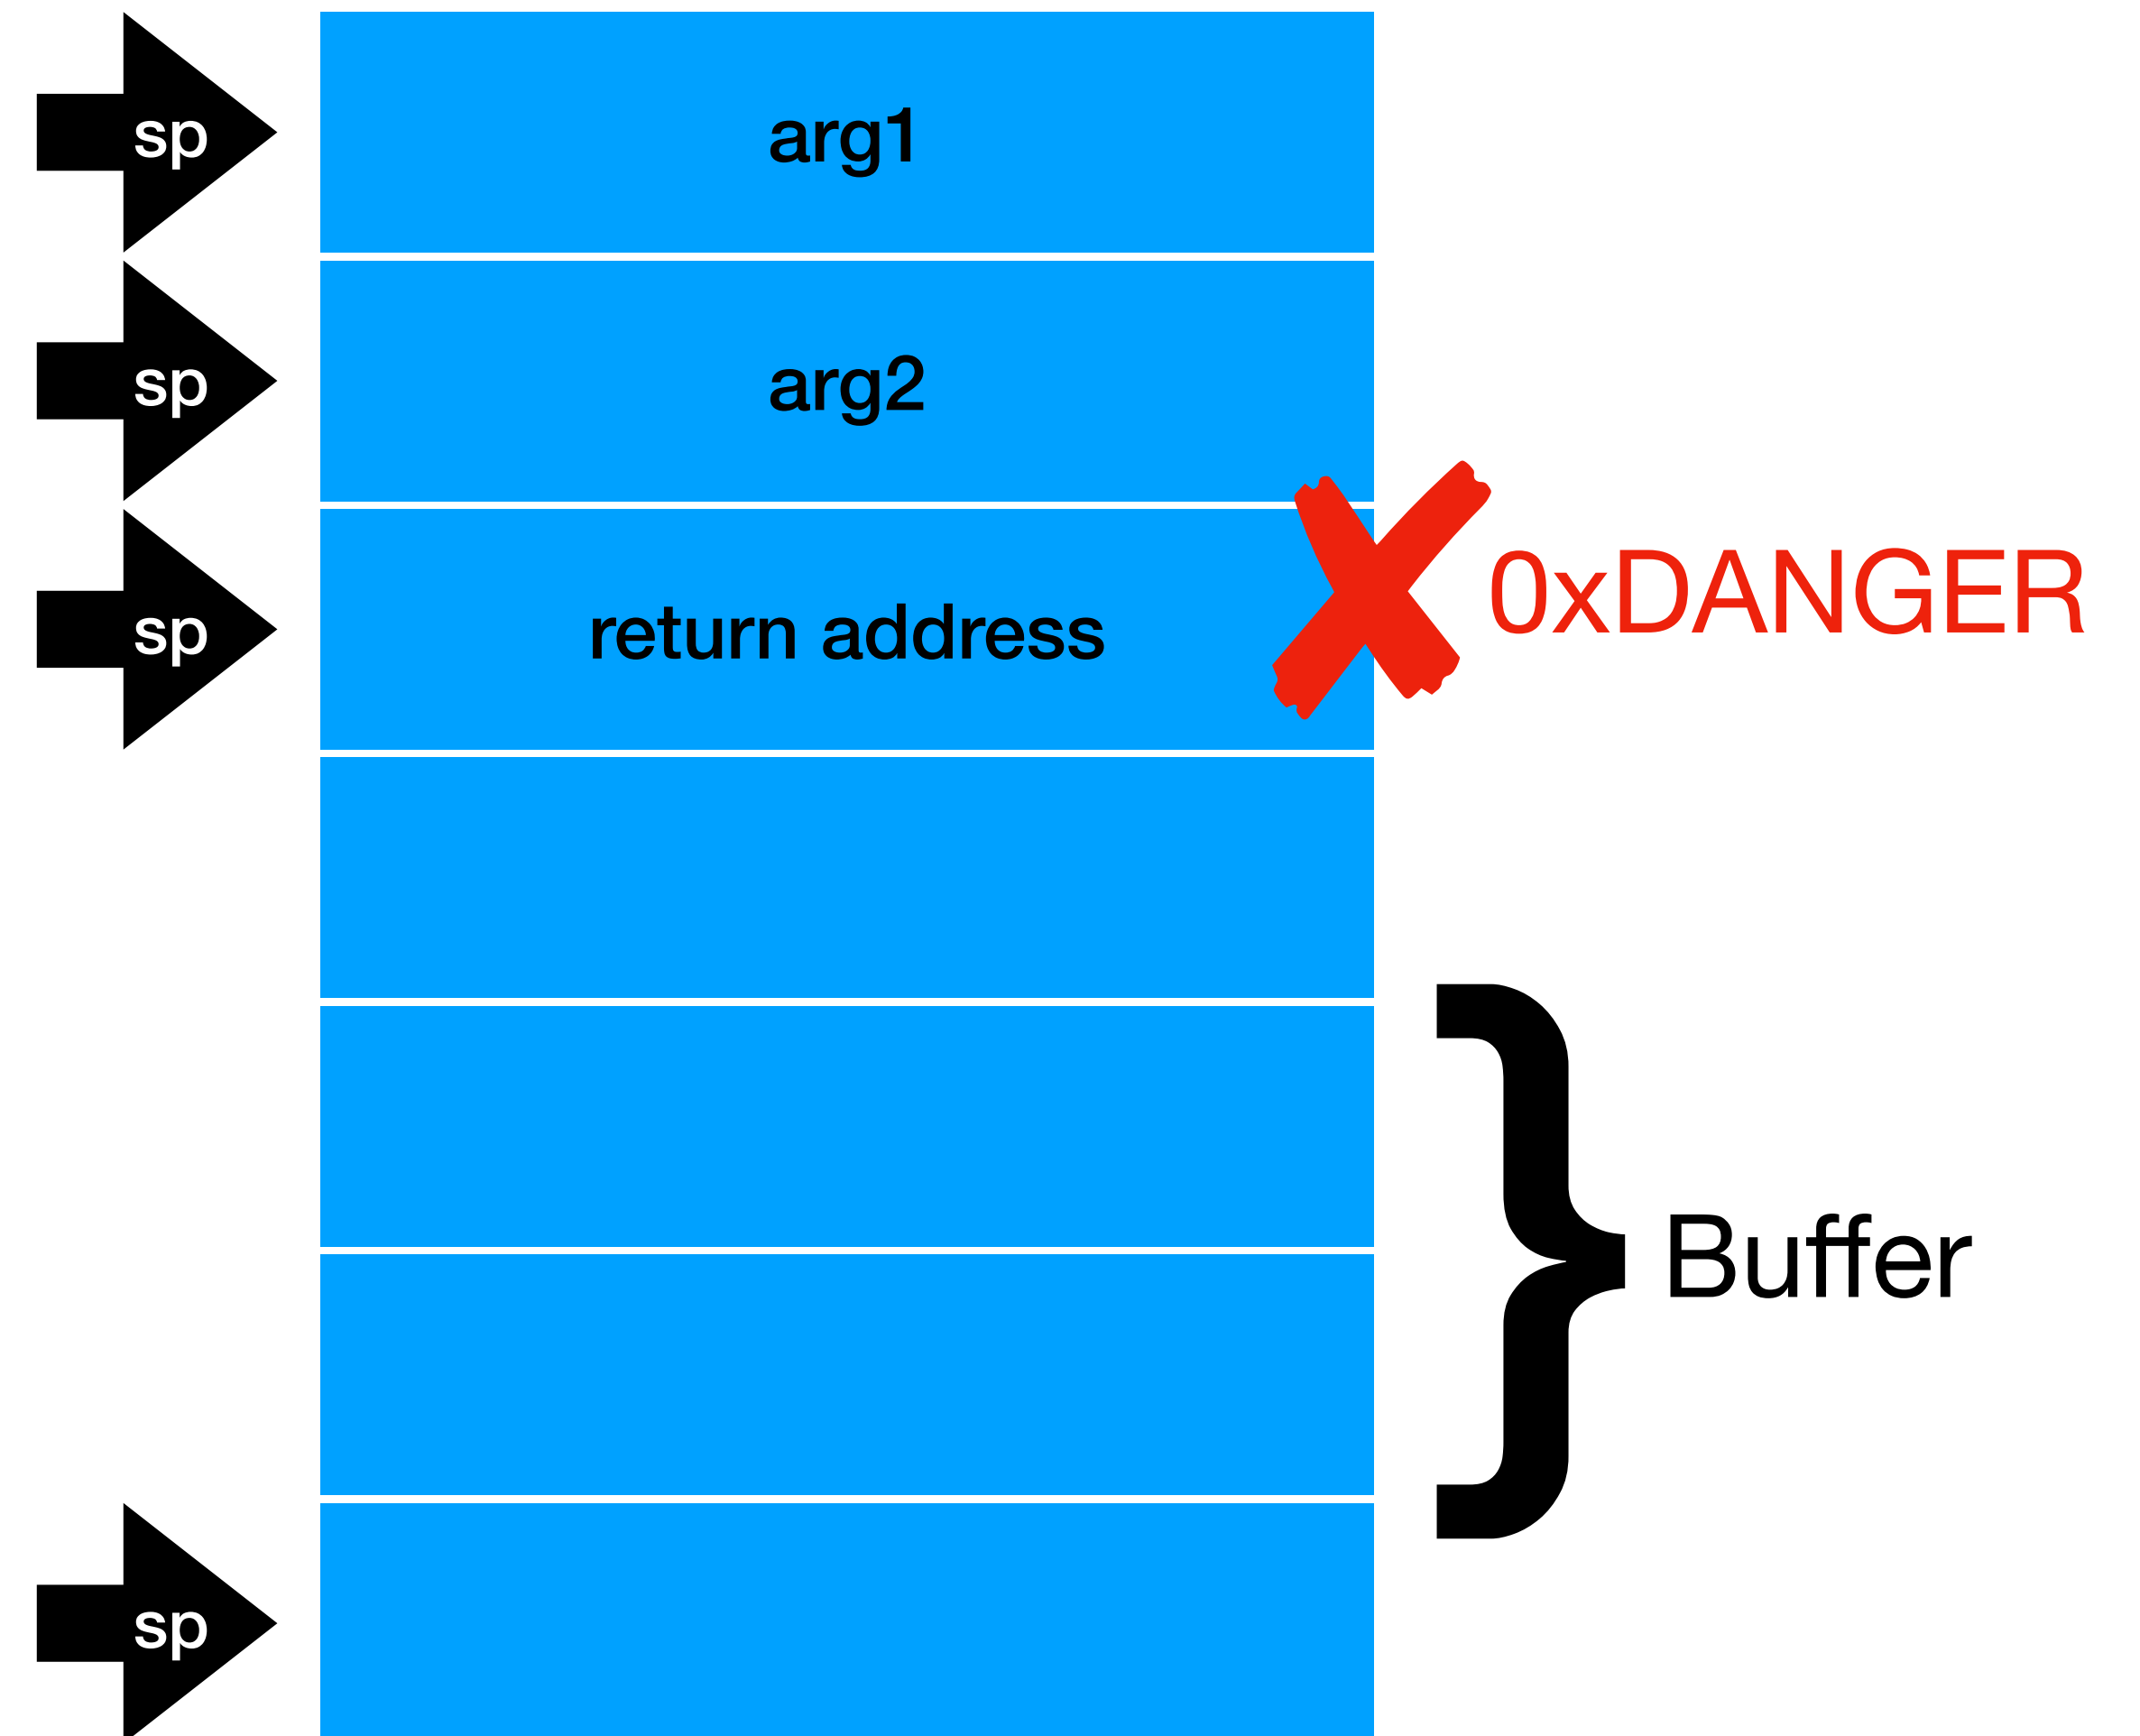 sp
arg1
sp
arg2
sp
return address
0xDANGER
Buffer
sp